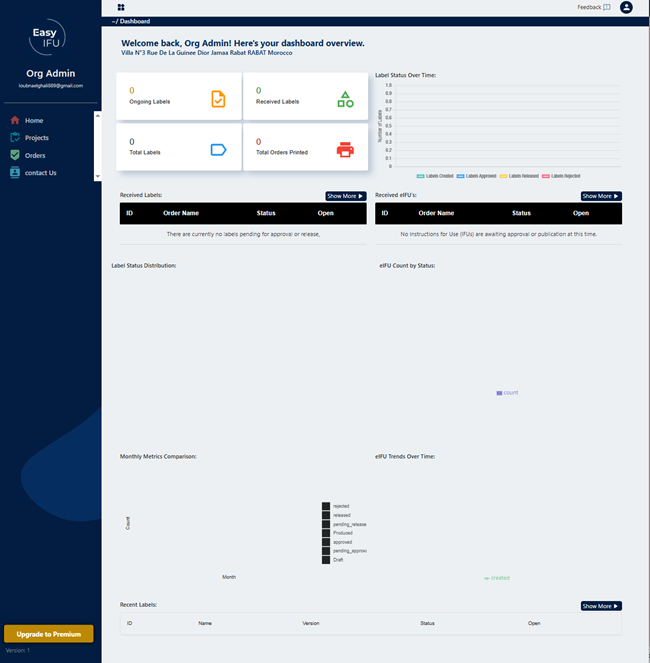 Easy
IFU
Org Admin
loubnaelghali889@gmail.com
Home
Projects
Orders
contact Us
Upgrade to Premium
Version: 1
Feedback
~/ Dashboard
Welcome back, Org Admin! Here's your dashboard overview.
Villa N°3 Rue De La Guinee Dior Jamaa Rabat RABAT Morocco
0
Ongoing Labels
0
Received Labels
0
Total Labels
0
Total Orders Printed
Label Status Over Time:
Number of Labels
1.0
0.9
0.8
0.7
0.6
0.5
0.4
0.3
0.2
0.1
0
Labels Created Labels Approved Labels Released Labels Rejected
Received Labels: Show More
ID Order Name Status Open
There are currently no labels pending for approval or release,
Received eIFU's: Show More
ID Order Name Status Open
No Instructions for Use (IFUs) are awaiting approval or publication at this time.
Label Status Distribution:
eIFU Count by Status:
count
Monthly Metrics Comparison:
Count
Month
rejected
released
pending_release
Produced
approved
pending_approv
Draft
eIFU Trends Over Time:
created
Recent Labels: Show More
ID Name Version Status Open